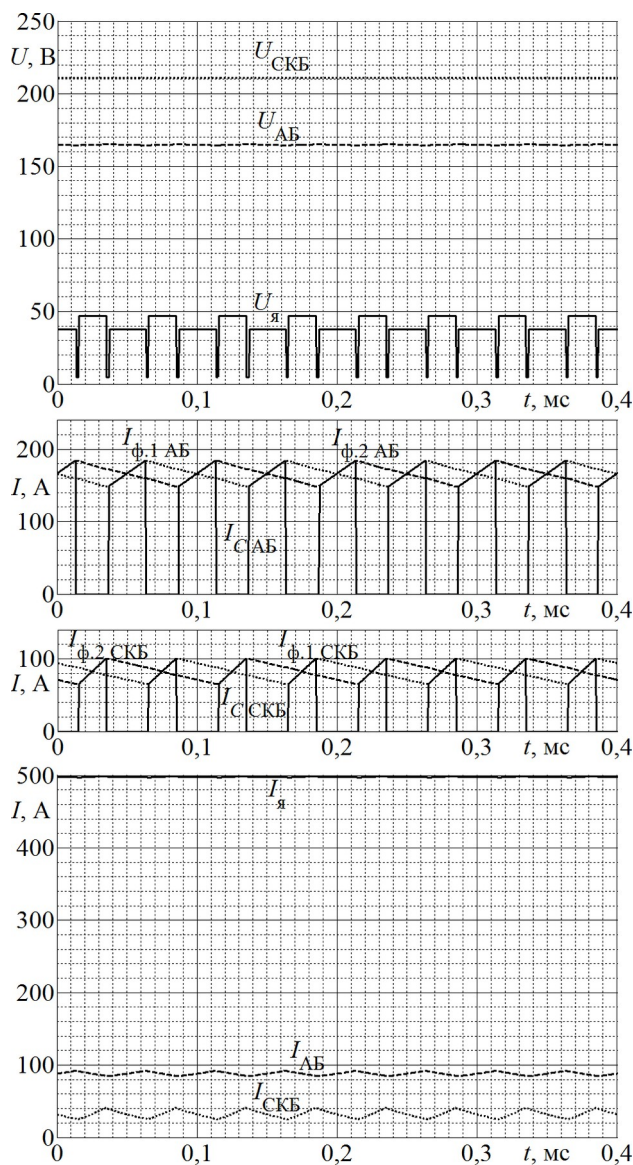 250
U, В
U СКБ
200
U АБ
150
100
U я
50
0
0 0,1 0,2 0,3 t, мс 0,4
I ф.1 АБ I ф.2 АБ
200
I, А
100
I C АБ
0
0 0,1 0,2 0,3 t, мс 0,4
I ф.2 СКБ I ф.1 СКБ
100
I, А
I C СКБ
0
0 0,1 0,2 0,3 t, мс 0,4
500
I я
I, А
400
300
200
I АБ
100
I СКБ
0
0 0,1 0,2 0,3 t, мс 0,4